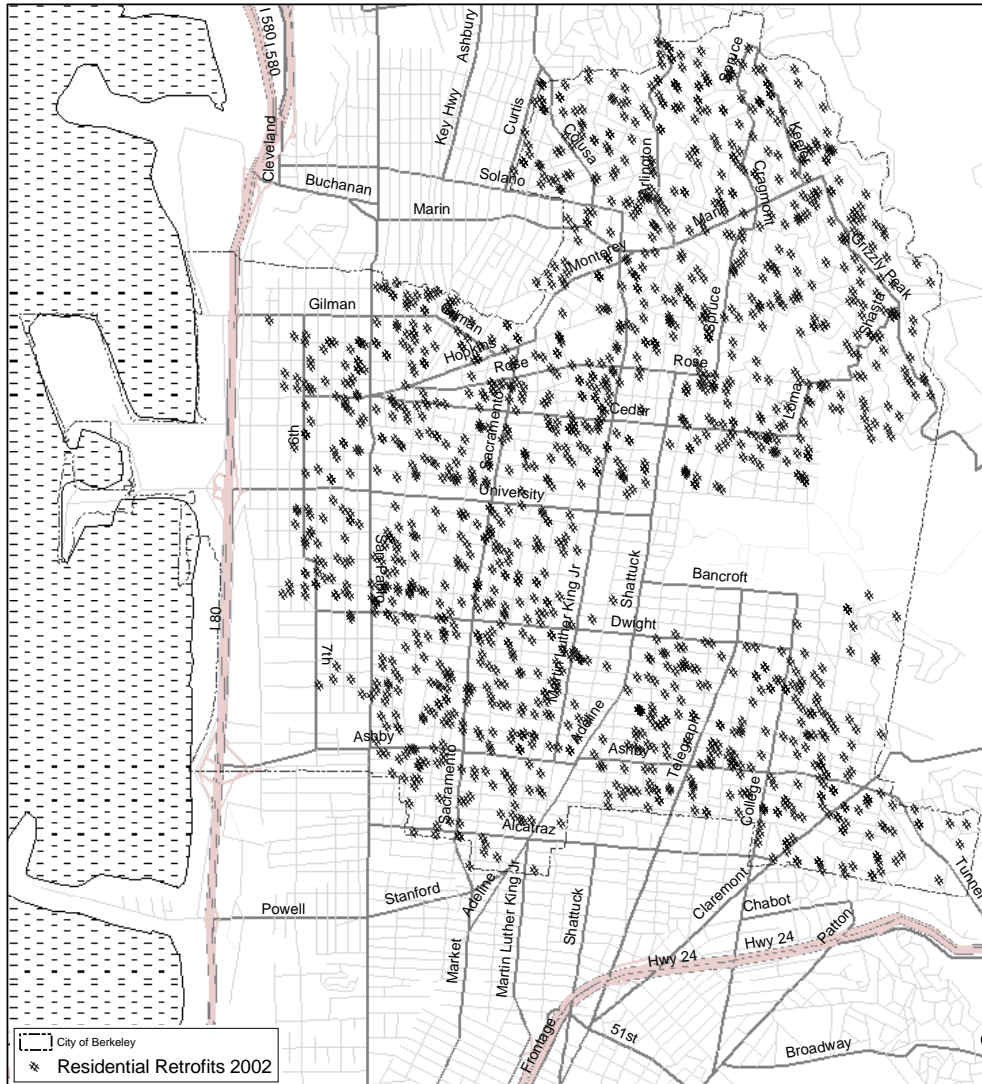 I 580
I 580
Ashbury
Key Hwy
Curtis
Spruce
Colusa
Keeler
Cleveland
Buchanan
Solano
Arlington
Cragmont
Marin
Marin
Monterey
Grizzly Peak
Gilman
Gilman
Spruce
Shasta
Hopkins
Rose
Rose
Loma
Cedar
Sacramento
6th
University
San Pablo
Martin Luther King Jr
Shattuck
Bancroft
I 80
Dwight
7th
Adeline
Telegraph
Ashby
Ashby
Sacramento
College
Alcatraz
Claremont
Tunnel
Stanford
Adeline
Powell
Chabot
Patton
Market
Martin Luther King Jr
Shattuck
Hwy 24
Hwy 24
Frontage
51st
Broadway
City of Berkeley
Residential Retrofits 2002